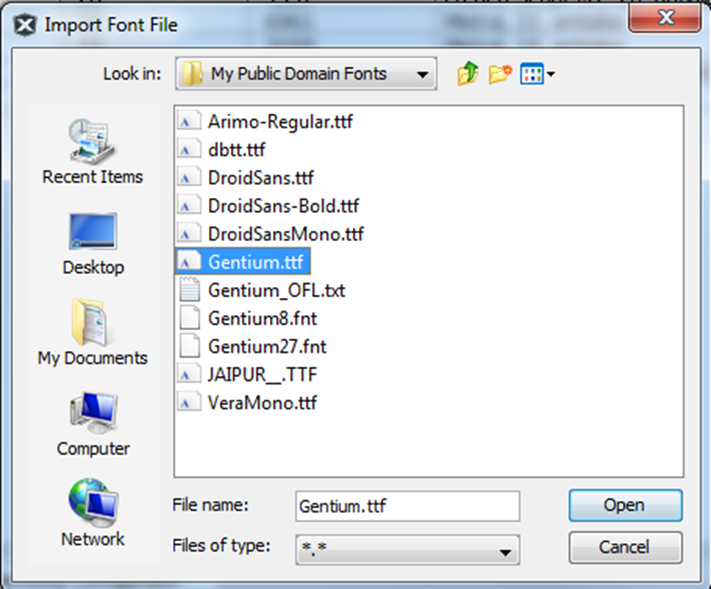 Import Font File
Look in:
My Public Domain Fonts
Recent Items
Desktop
My Documents
Computer
Network
Arimo-Regular.ttf
dbtt.ttf
DroidSans.ttf
DroidSans-Bold.ttf
DroidSansMono.ttf
Gentium.ttf
Gentium_OFL.txt
Gentium8.fnt
Gentium27.fnt
JAIPUR__.TTF
VeraMono.ttf
File name:
Gentium.ttf
Open
Files of type:
*.*
Cancel